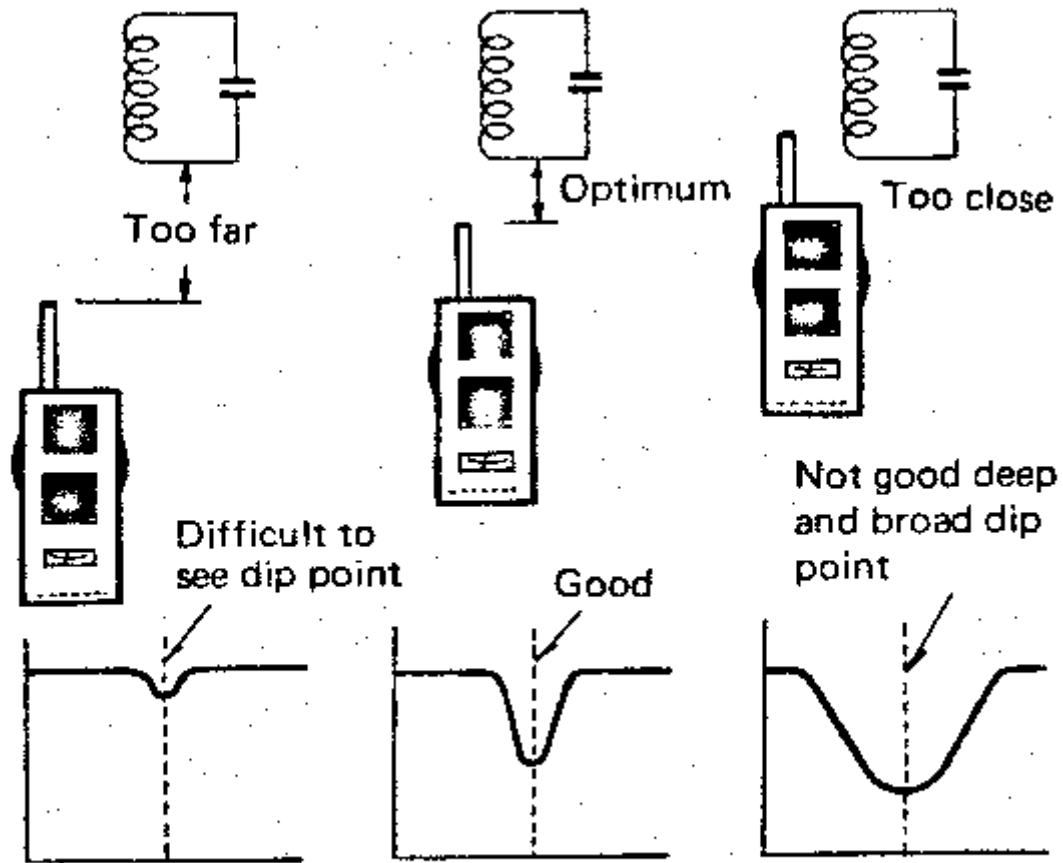 Too far
Optimum
Too close
Difficult to
see dip point
Good
Not good deep
and broad dip
point